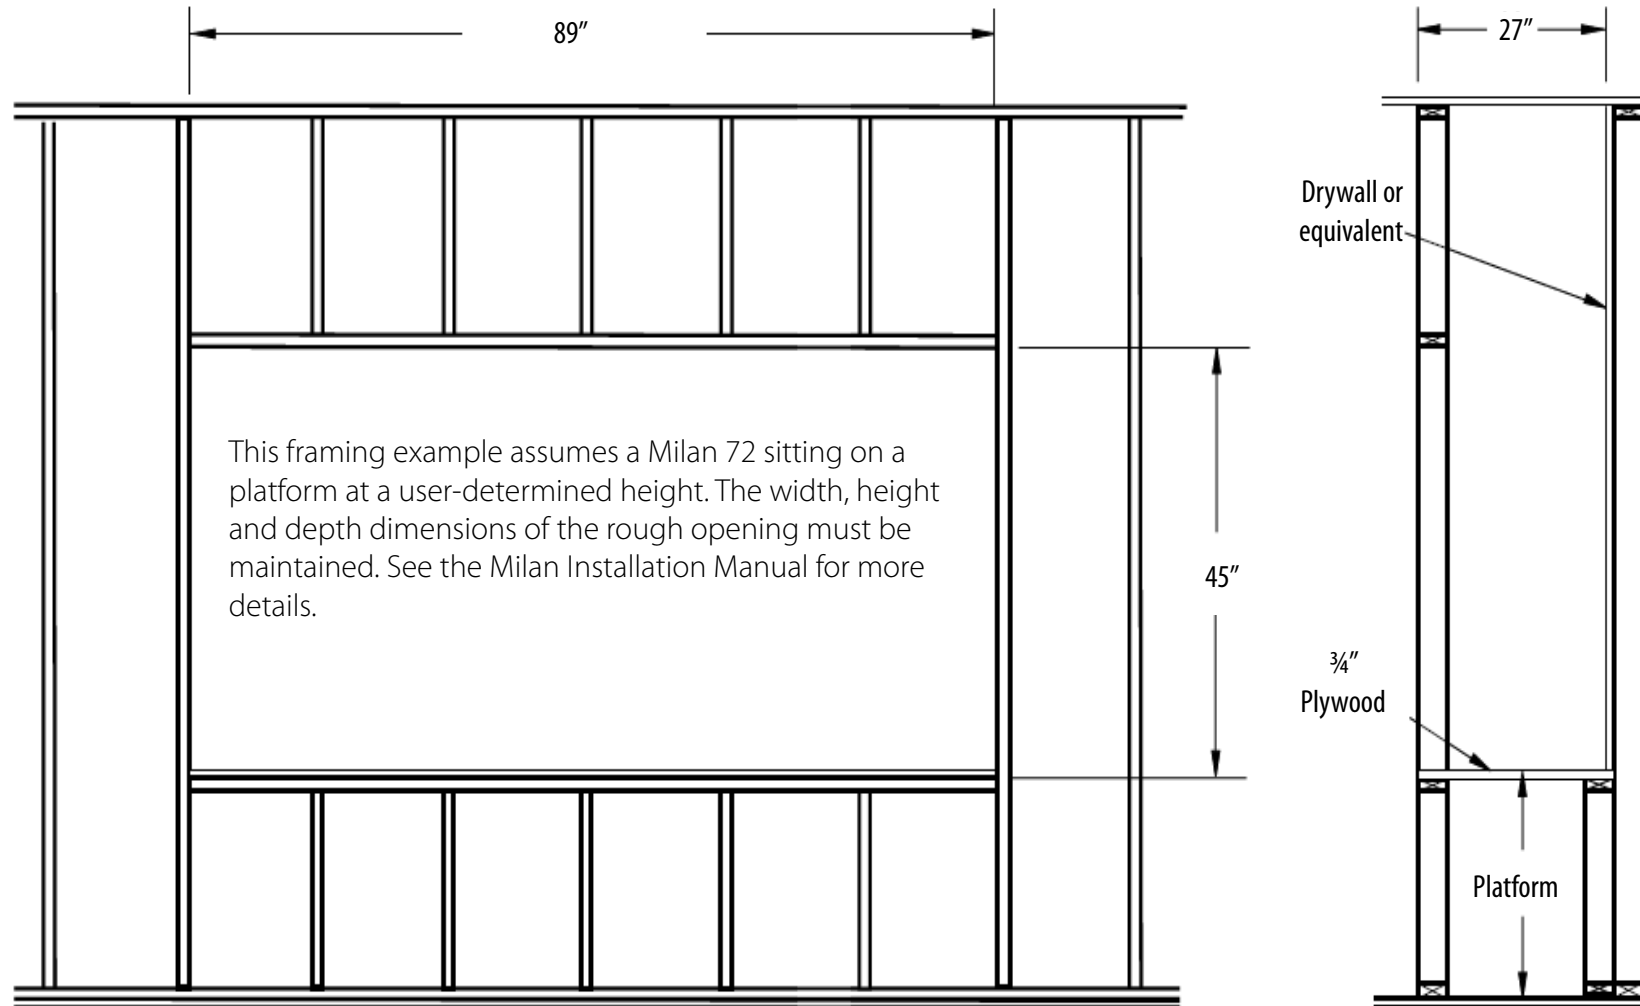 89”
27”
Drywall or
equivalent
This framing example assumes a Milan 72 sitting on a
platform at a user-determined height. The width, height
and depth dimensions of the rough opening must be
maintained. See the Milan Installation Manual for more
details.
45”
¾”
Plywood
Platform